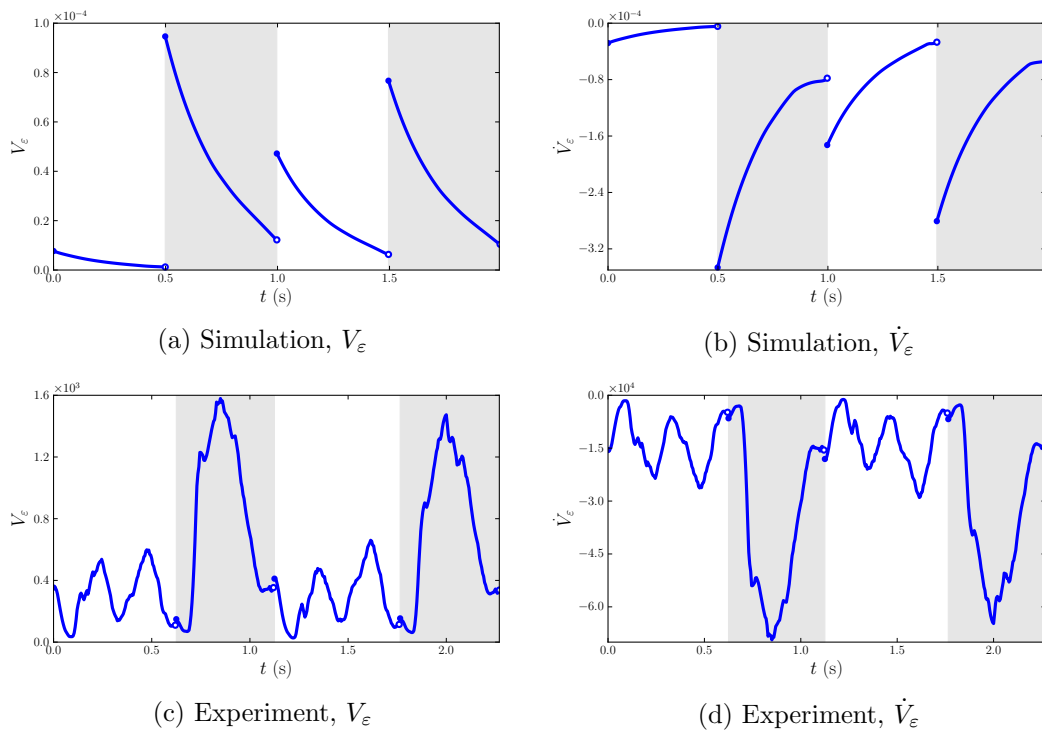 ×10⁻⁴
1.0
0.8
0.6
0.4
0.2
0.0
V_ε
0.0 0.5 1.0 1.5
t (s)
(a) Simulation, V_ε
×10⁻⁴
0.0
−0.8
−1.6
−2.4
−3.2
V̇_ε
0.0 0.5 1.0 1.5
t (s)
(b) Simulation, V̇_ε
×10³
1.6
1.2
0.8
0.4
0.0
V_ε
0.0 0.5 1.0 1.5 2.0
t (s)
(c) Experiment, V_ε
×10⁴
0.0
−1.5
−3.0
−4.5
−6.0
V̇_ε
0.0 0.5 1.0 1.5 2.0
t (s)
(d) Experiment, V̇_ε